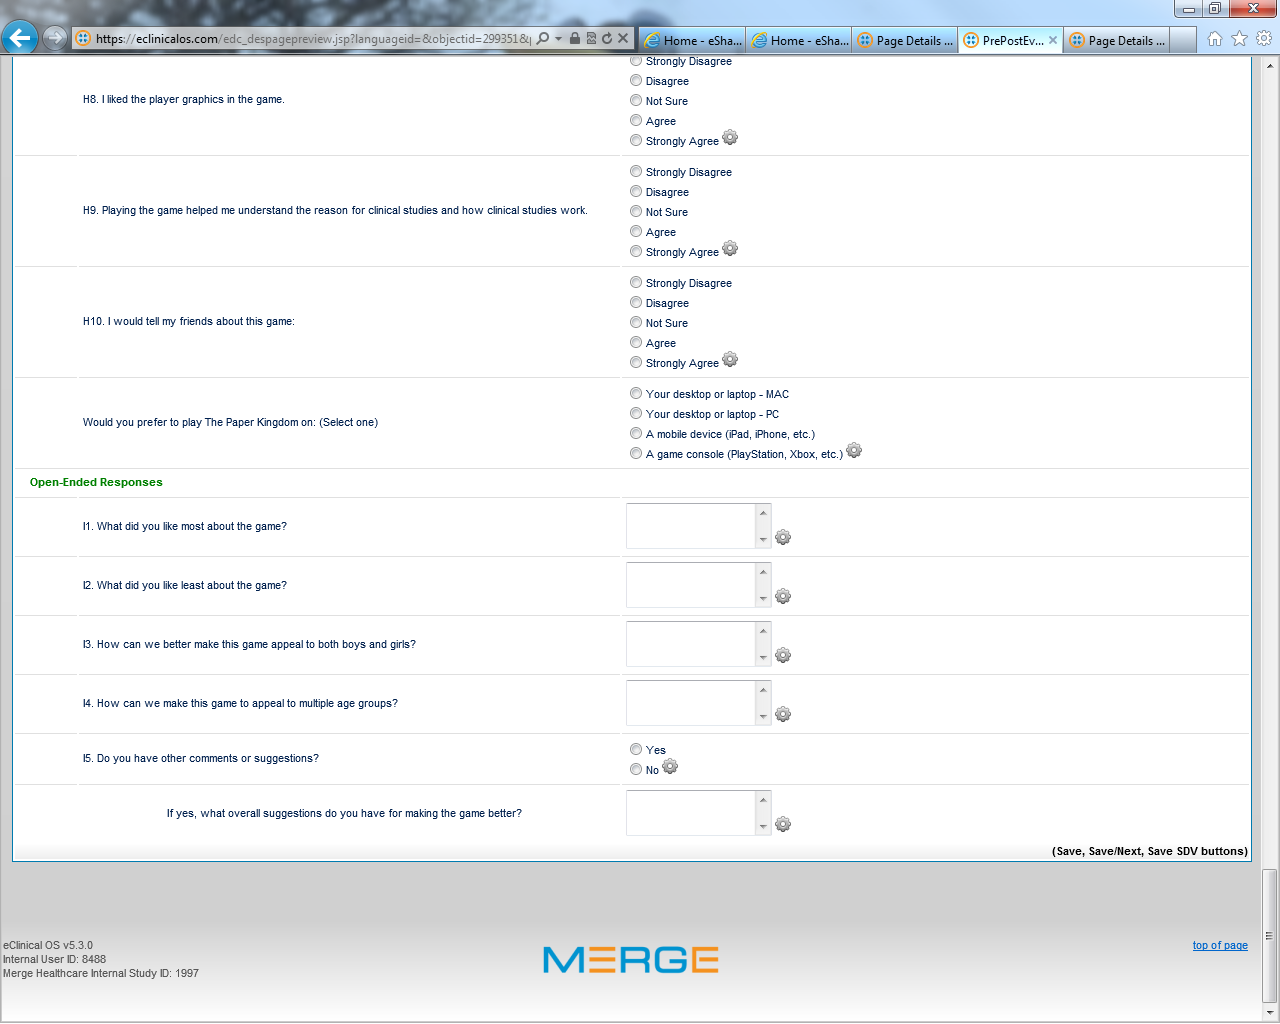 https://eclinicalos.com/edc_despagepreview.jsp?languageid=&objectid=299351&
Home - eSha...
Home - eSha...
Page Details ...
PrePostEv...
Page Details ...
Strongly Disagree
H8. I liked the player graphics in the game.
Disagree
Not Sure
Agree
Strongly Agree
Strongly Disagree
Disagree
H9. Playing the game helped me understand the reason for clinical studies and how clinical studies work.
Not Sure
Agree
Strongly Agree
Strongly Disagree
Disagree
H10. I would tell my friends about this game:
Not Sure
Agree
Strongly Agree
Your desktop or laptop - MAC
Your desktop or laptop - PC
Would you prefer to play The Paper Kingdom on: (Select one)
A mobile device (iPad, iPhone, etc.)
A game console (PlayStation, Xbox, etc.)
Open-Ended Responses
I1. What did you like most about the game?
I2. What did you like least about the game?
I3. How can we better make this game appeal to both boys and girls?
I4. How can we make this game to appeal to multiple age groups?
I5. Do you have other comments or suggestions?
Yes
No
If yes, what overall suggestions do you have for making the game better?
(Save, Save/Next, Save SDV buttons)
eClinical OS v5.3.0
Internal User ID: 8488
Merge Healthcare Internal Study ID: 1997
MERGE
top of page